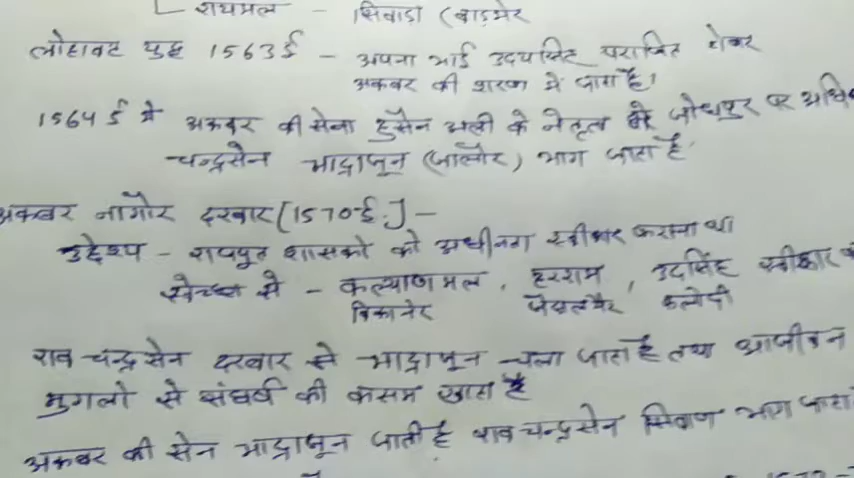 रायमल - सिवाडा (बाड़मेर
लोहावट युद्ध 1563ई - अपना भाई उदयसिंह पराजित होकर
अकबर की शरण में जाता है।
1564 ई मे अकबर की सेना हुसैन अली के नेतृत्व में जोधपुर पर अधि
चन्द्रसेन भाद्राजून (जालौर) भाग जाता है
अकबर नागौर दरबार (1570ई.) -
उद्देश्य - राजपूत शासको को अधीनता स्वीकार कराना था
स्वेच्छा से - कल्याणमल, हरराम, उदसिंह स्वीकार
बिकानेर जैसलमेर फलोदी
राव चन्द्रसेन दरबार से भाद्राजून चला जाता है तथा आजीवन
मुगलो से संघर्ष की कसम खाता है
अकबर की सेन भाद्राजून जाती है राव चन्द्रसेन सिवाण भाग जाता